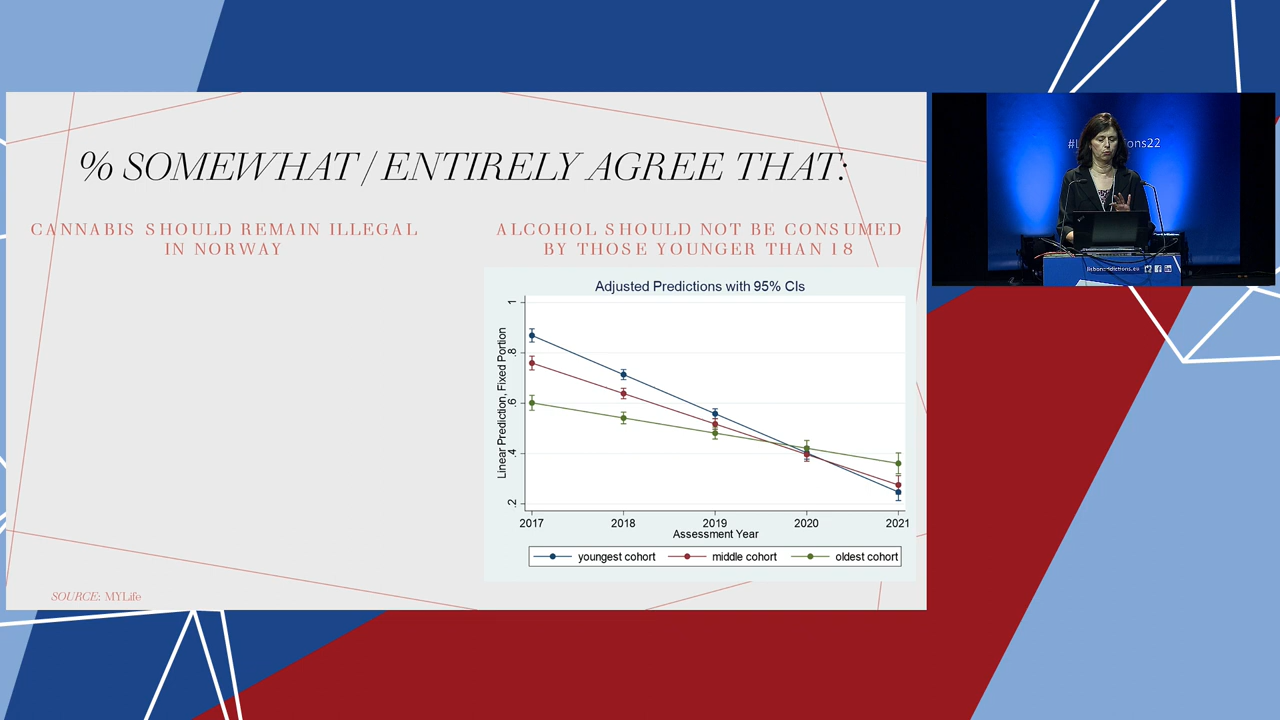 % SOMEWHAT / ENTIRELY AGREE THAT:
CANNABIS SHOULD REMAIN ILLEGAL
IN NORWAY
ALCOHOL SHOULD NOT BE CONSUMED
BY THOSE YOUNGER THAN 18
Adjusted Predictions with 95% CIs
Linear Prediction, Fixed Portion
1
.8
.6
.4
.2
2017 2018 2019 2020 2021
Assessment Year
youngest cohort middle cohort oldest cohort
SOURCE: MYLife
lisbonaddictions.eu